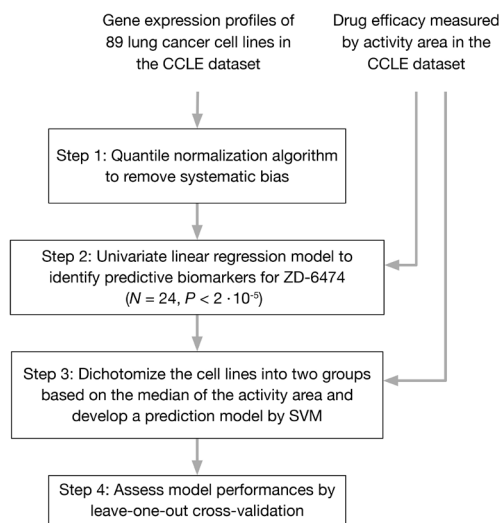 Gene expression profiles of
89 lung cancer cell lines in
the CCLE dataset
Drug efficacy measured
by activity area in the
CCLE dataset
Step 1: Quantile normalization algorithm
to remove systematic bias
Step 2: Univariate linear regression model to
identify predictive biomarkers for ZD-6474
(N = 24, P < 2 · 10⁻⁵)
Step 3: Dichotomize the cell lines into two groups
based on the median of the activity area and
develop a prediction model by SVM
Step 4: Assess model performances by
leave-one-out cross-validation